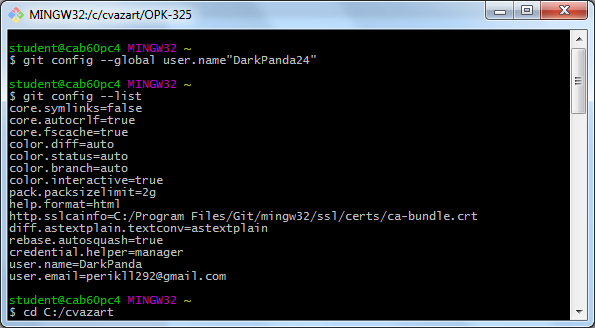 MINGW32:/c/cvazart/OPK-325
student@cab60pc4 MINGW32 ~
$ git config --global user.name"DarkPanda24"
student@cab60pc4 MINGW32 ~
$ git config --list
core.symlinks=false
core.autocrlf=true
core.fscache=true
color.diff=auto
color.status=auto
color.branch=auto
color.interactive=true
pack.packsizelimit=2g
help.format=html
http.sslcainfo=C:/Program Files/Git/mingw32/ssl/certs/ca-bundle.crt
diff.astextplain.textconv=astextplain
rebase.autosquash=true
credential.helper=manager
user.name=DarkPanda
user.email=perikll292@gmail.com
student@cab60pc4 MINGW32 ~
$ cd C:/cvazart